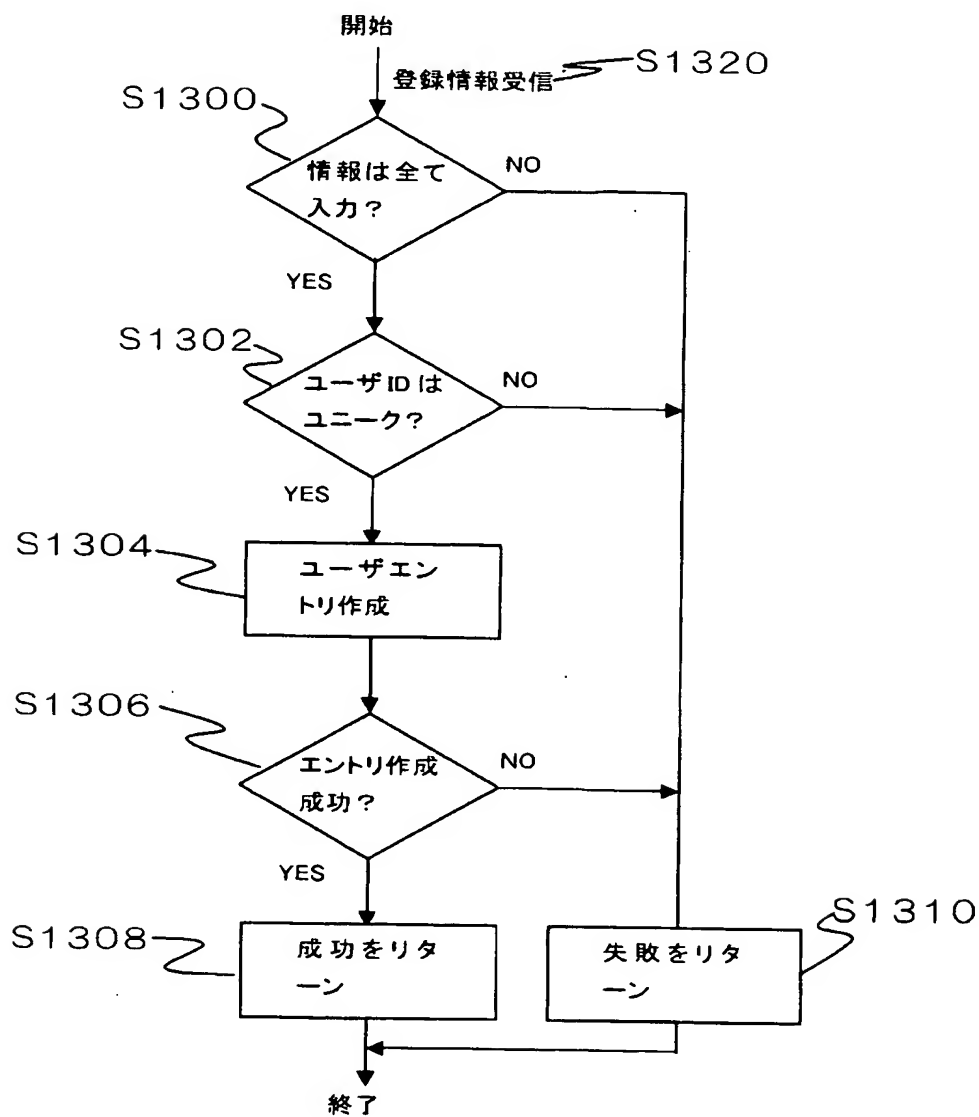 開始
登録情報受信
S1320
S1300
情報は全て
入力？
NO
YES
S1302
ユーザIDは
ユニーク？
NO
YES
S1304
ユーザエン
トリ作成
S1306
エントリ作成
成功？
NO
YES
S1308
成功をリタ
ーン
S1310
失敗をリタ
ーン
終了